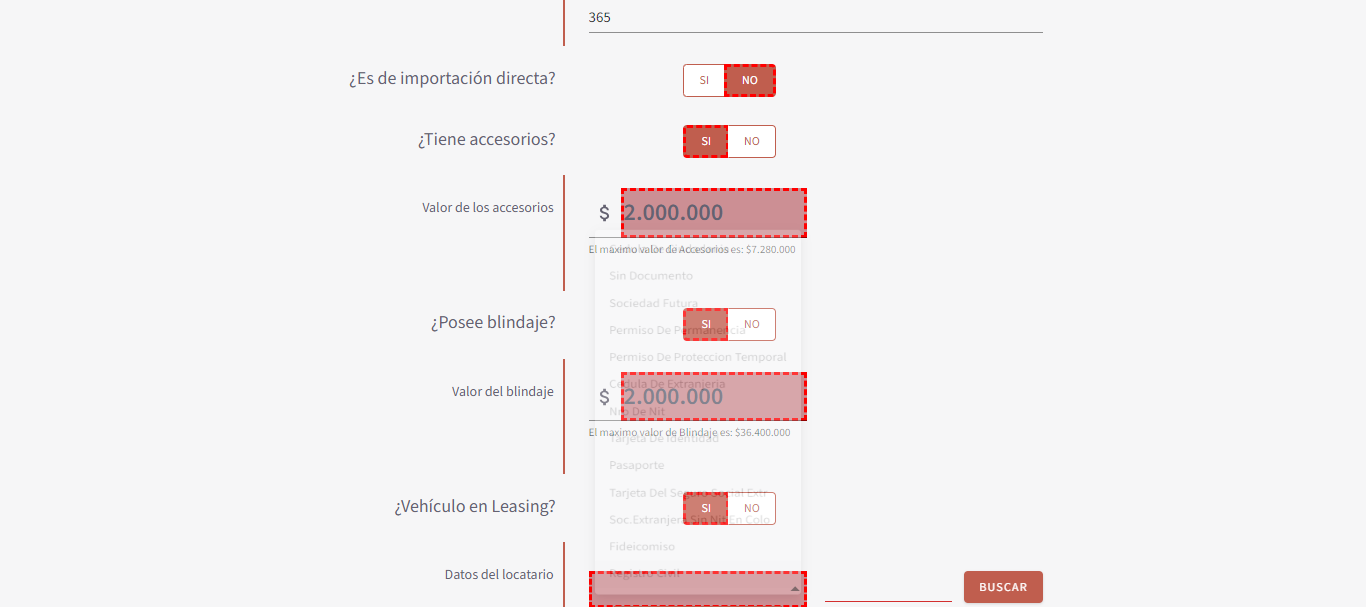 365
¿Es de importación directa?
SI NO
¿Tiene accesorios?
SI NO
Valor de los accesorios
$ 2.000.000
El maximo valor de Accesorios es: $7.280.000
Sin Documento
Sociedad Futura
¿Posee blindaje?
SI NO
Permiso De Permanencia
Permiso De Proteccion Temporal
Cedula De Extranjeria
Valor del blindaje
$ 2.000.000
Nro De Nit
El maximo valor de Blindaje es: $36.400.000
Tarjeta De Identidad
Pasaporte
Tarjeta Del Seguro Social Extr
¿Vehículo en Leasing?
SI NO
Soc.Extranjera Sin Nit En Colo
Fideicomiso
Registro Civil
Datos del locatario
BUSCAR